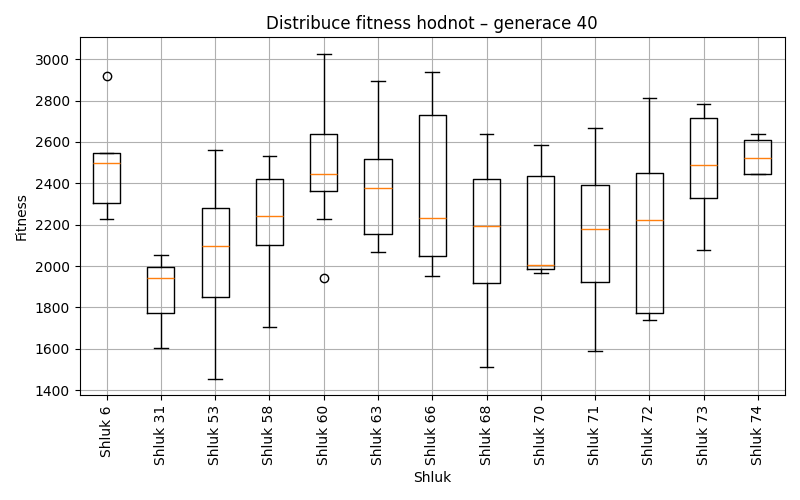 Distribuce fitness hodnot – generace 40
Fitness
3000
2800
2600
2400
2200
2000
1800
1600
1400
Shluk 6
Shluk 31
Shluk 53
Shluk 58
Shluk 60
Shluk 63
Shluk 66
Shluk 68
Shluk 70
Shluk 71
Shluk 72
Shluk 73
Shluk 74
Shluk